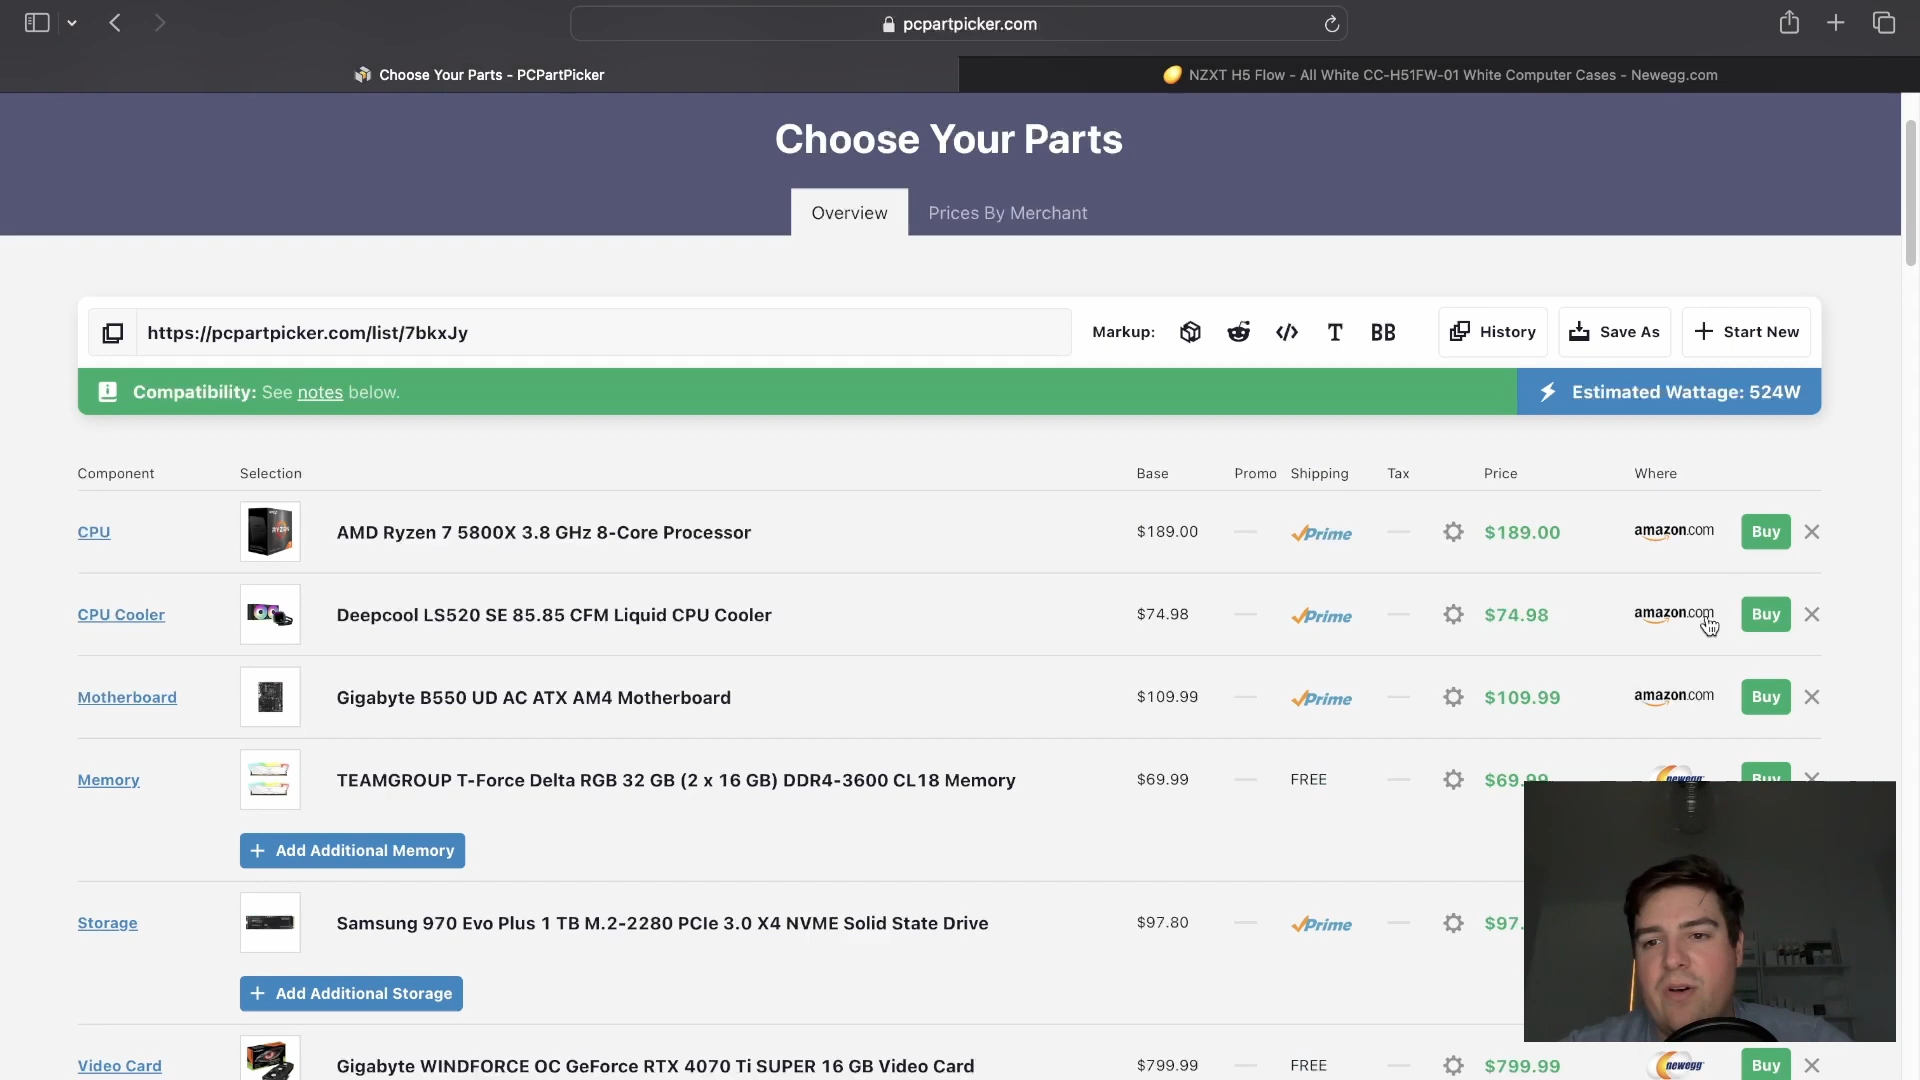 pcpartpicker.com
Choose Your Parts - PCPartPicker
NZXT H5 Flow - All White CC-H51FW-01 White Computer Cases - Newegg.com
Choose Your Parts
Overview
Prices By Merchant
https://pcpartpicker.com/list/7bkxJy
Markup:
T
BB
History
Save As
Start New
Compatibility: See notes below.
Estimated Wattage: 524W
Component Selection Base Promo Shipping Tax Price Where
CPU AMD Ryzen 7 5800X 3.8 GHz 8-Core Processor $189.00 — Prime — $189.00 amazon.com Buy
CPU Cooler Deepcool LS520 SE 85.85 CFM Liquid CPU Cooler $74.98 — Prime — $74.98 amazon.com Buy
Motherboard Gigabyte B550 UD AC ATX AM4 Motherboard $109.99 — Prime — $109.99 amazon.com Buy
Memory TEAMGROUP T-Force Delta RGB 32 GB (2 x 16 GB) DDR4-3600 CL18 Memory $69.99 — FREE — $69.99 newegg Buy
+ Add Additional Memory
Storage Samsung 970 Evo Plus 1 TB M.2-2280 PCIe 3.0 X4 NVME Solid State Drive $97.80 — Prime — $97.
+ Add Additional Storage
Video Card Gigabyte WINDFORCE OC GeForce RTX 4070 Ti SUPER 16 GB Video Card $799.99 — FREE — $799.99 newegg Buy